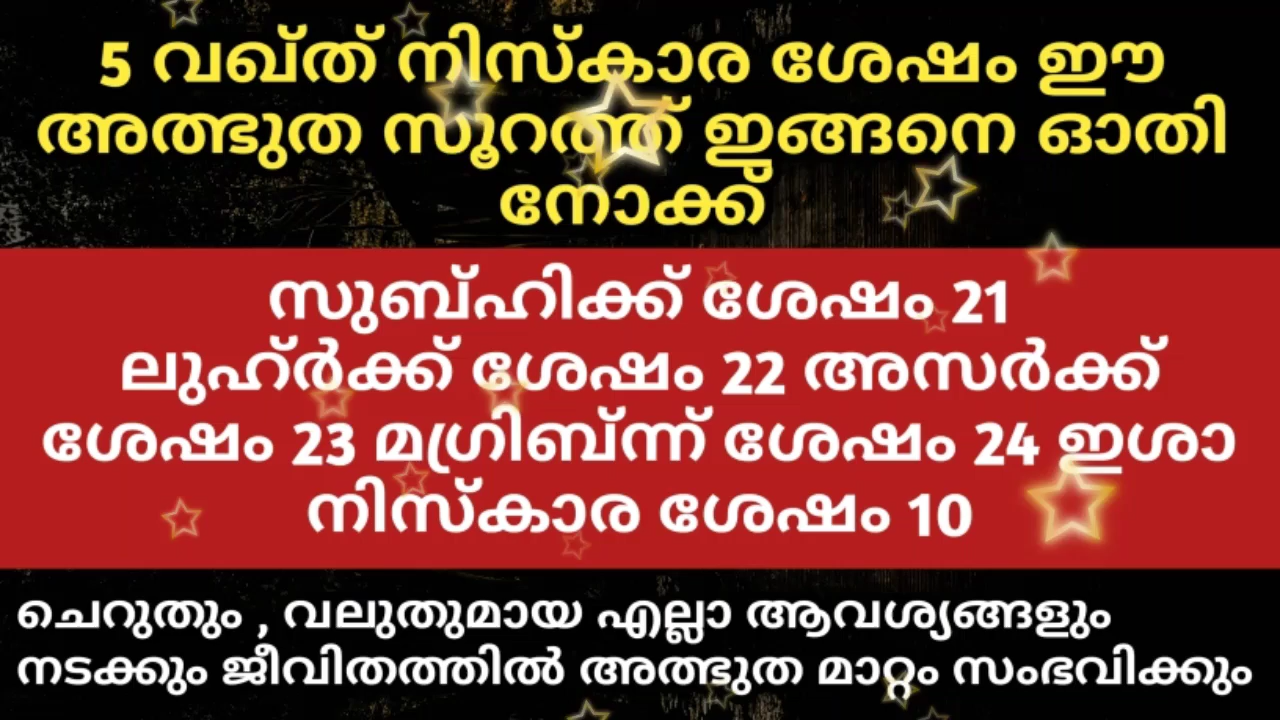 5 വഖ്ത് നിസ്കാര ശേഷം ഈ
അത്ഭുത സൂറത്ത് ഇങ്ങനെ ഓതി
നോക്ക്
സുബ്ഹിക്ക് ശേഷം 21
ലുഹ്ർക്ക് ശേഷം 22 അസർക്ക്
ശേഷം 23 മഗ്രിബ്ന്ന് ശേഷം 24 ഇശാ
നിസ്കാര ശേഷം 10
ചെറുതും , വലുതുമായ എല്ലാ ആവശ്യങ്ങളും
നടക്കും ജീവിതത്തിൽ അത്ഭുത മാറ്റം സംഭവിക്കും